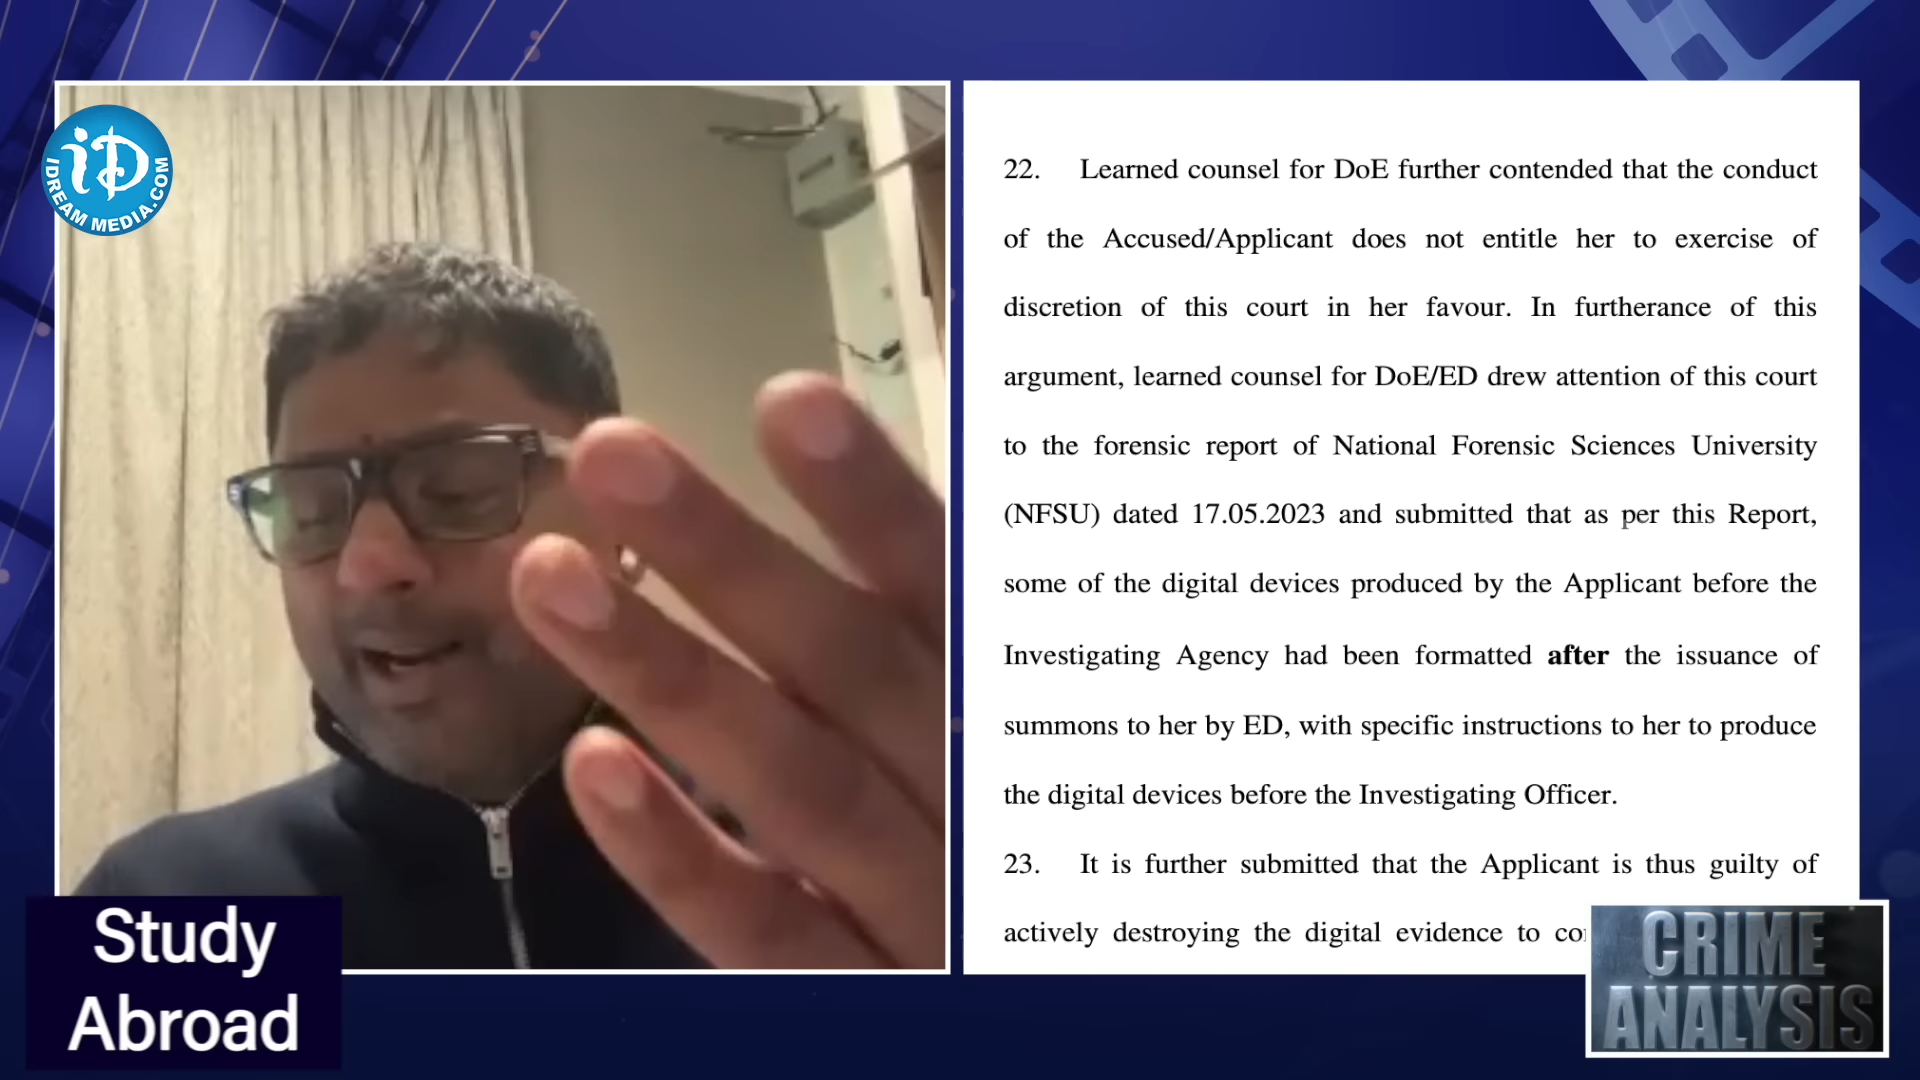 iD
IDREAM MEDIA.COM
22. Learned counsel for DoE further contended that the conduct
of the Accused/Applicant does not entitle her to exercise of
discretion of this court in her favour. In furtherance of this
argument, learned counsel for DoE/ED drew attention of this court
to the forensic report of National Forensic Sciences University
(NFSU) dated 17.05.2023 and submitted that as per this Report,
some of the digital devices produced by the Applicant before the
Investigating Agency had been formatted after the issuance of
summons to her by ED, with specific instructions to her to produce
the digital devices before the Investigating Officer.
23. It is further submitted that the Applicant is thus guilty of
actively destroying the digital evidence to
Study
Abroad
CRIME
ANALYSIS